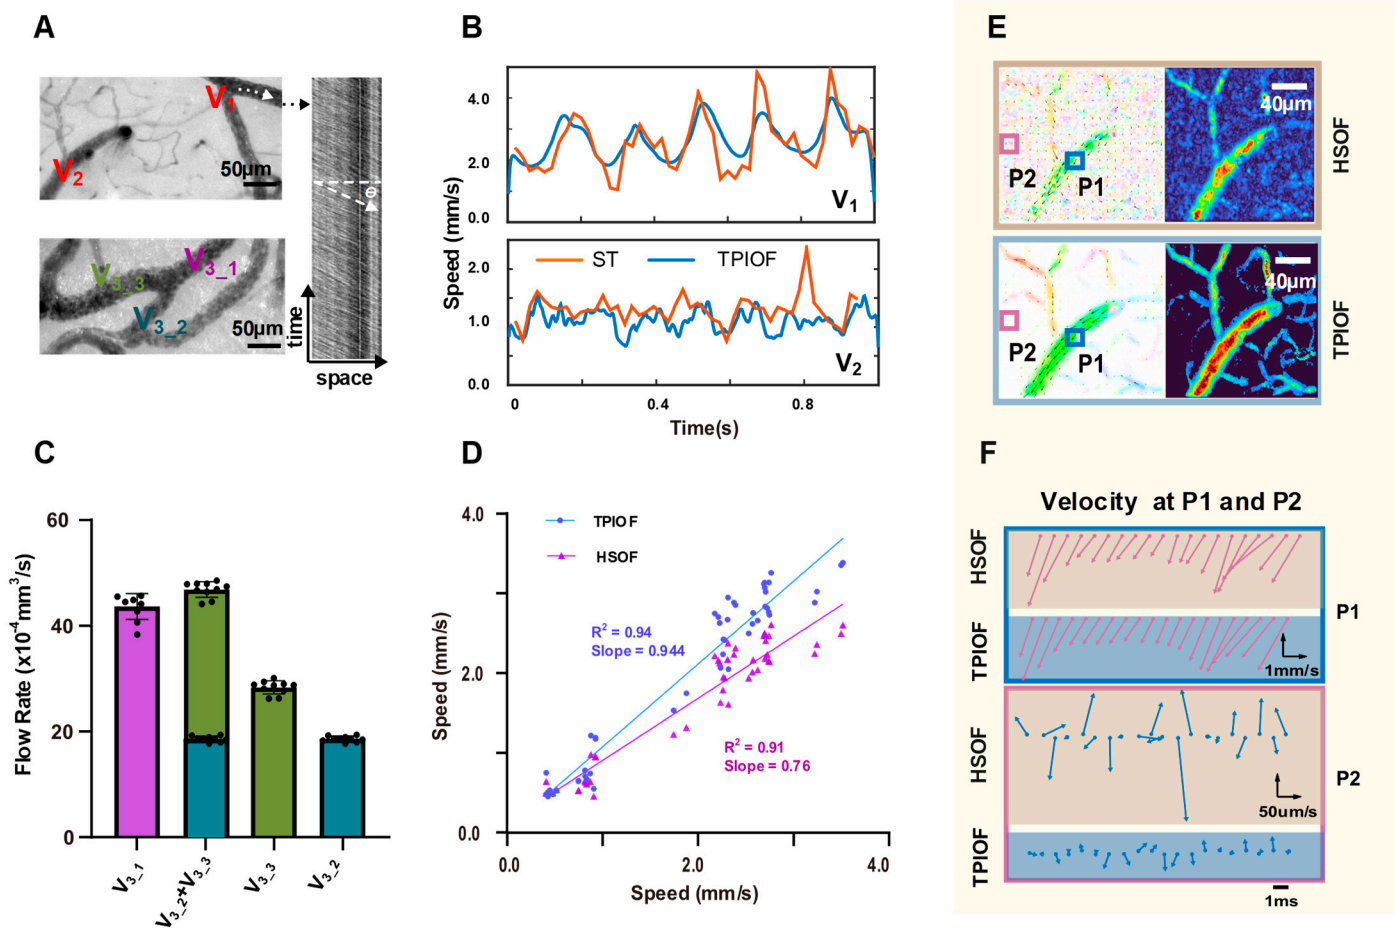 A
V1
V2
50μm
V3_3
V3_1
V3_2
50μm
Θ
time
space
B
Speed (mm/s)
4.0
2.0
0.0
V1
ST
TPIOF
2.0
1.0
0.0
V2
0
0.4
0.8
Time(s)
C
Flow Rate (x10-4mm3/s)
60
40
20
0
V3_1
V3_2+V3_3
V3_3
V3_2
D
Speed (mm/s)
4.0
2.0
0.0
TPIOF
HSOF
R2 = 0.94
Slope = 0.944
R2 = 0.91
Slope = 0.76
0.0
2.0
4.0
Speed (mm/s)
E
40μm
P2
P1
HSOF
40μm
P2
P1
TPIOF
F
Velocity at P1 and P2
HSOF
TPIOF
1mm/s
P1
HSOF
50um/s
TPIOF
P2
1ms